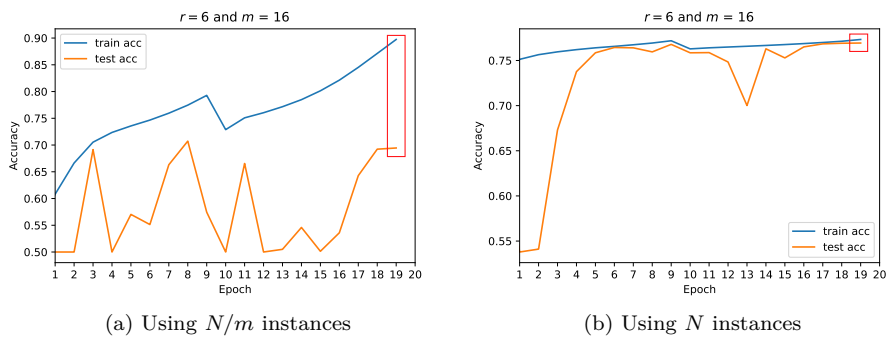 r = 6 and m = 16
0.90
0.85
0.80
0.75
0.70
0.65
0.60
0.55
0.50
Accuracy
train acc
test acc
1 2 3 4 5 6 7 8 9 10 11 12 13 14 15 16 17 18 19 20
Epoch
(a) Using N/m instances
r = 6 and m = 16
0.75
0.70
0.65
0.60
0.55
Accuracy
train acc
test acc
1 2 3 4 5 6 7 8 9 10 11 12 13 14 15 16 17 18 19 20
Epoch
(b) Using N instances